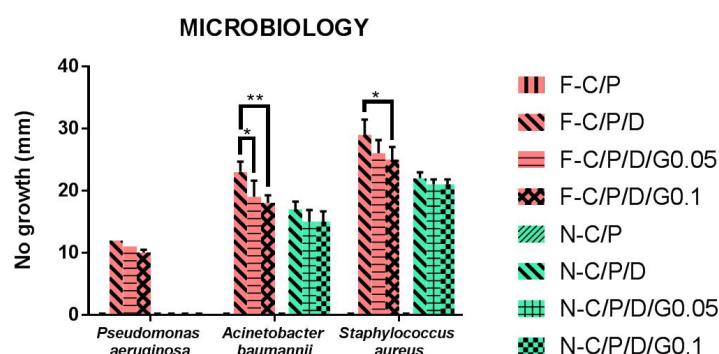 MICROBIOLOGY
No growth (mm)
40
30
20
10
0
**
*
*
Pseudomonas
aeruginosa
Acinetobacter
baumannii
Staphylococcus
aureus
F-C/P
F-C/P/D
F-C/P/D/G0.05
F-C/P/D/G0.1
N-C/P
N-C/P/D
N-C/P/D/G0.05
N-C/P/D/G0.1